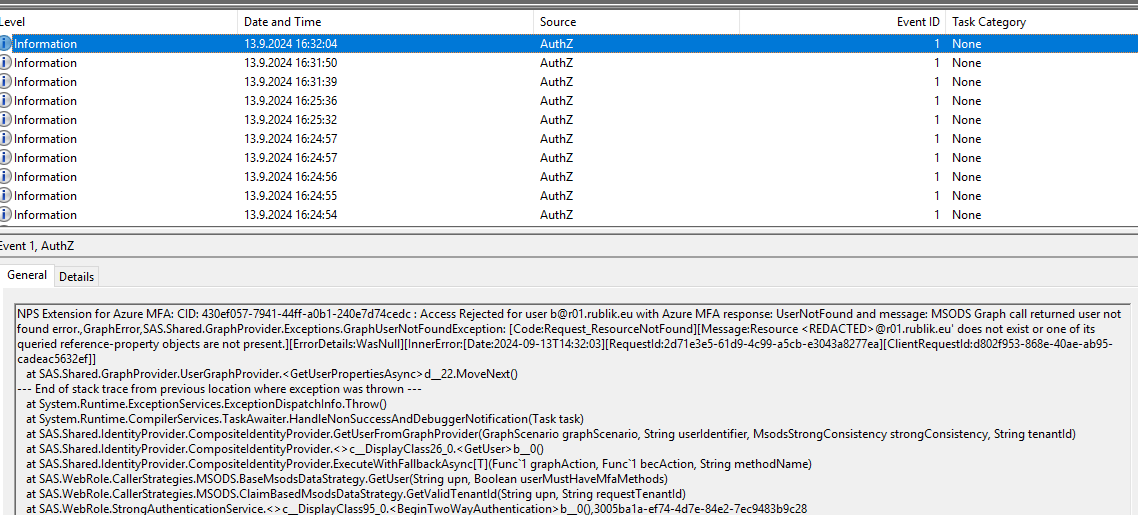 Level Date and Time Source Event ID Task Category
Information 13.9.2024 16:32:04 AuthZ 1 None
Information 13.9.2024 16:31:50 AuthZ 1 None
Information 13.9.2024 16:31:39 AuthZ 1 None
Information 13.9.2024 16:25:36 AuthZ 1 None
Information 13.9.2024 16:25:32 AuthZ 1 None
Information 13.9.2024 16:24:57 AuthZ 1 None
Information 13.9.2024 16:24:57 AuthZ 1 None
Information 13.9.2024 16:24:56 AuthZ 1 None
Information 13.9.2024 16:24:55 AuthZ 1 None
Information 13.9.2024 16:24:54 AuthZ 1 None
Event 1, AuthZ
General Details
NPS Extension for Azure MFA: CID: 430ef057-7941-44ff-a0b1-240e7d74cedc : Access Rejected for user b@r01.rublik.eu with Azure MFA response: UserNotFound and message: MSODS Graph call returned user not
found error.,GraphError,SAS.Shared.GraphProvider.Exceptions.GraphUserNotFoundException: [Code:Request_ResourceNotFound][Message:Resource <REDACTED>@r01.rublik.eu' does not exist or one of its
queried reference-property objects are not present.][ErrorDetails:WasNull][InnerError:[Date:2024-09-13T14:32:03][RequestId:2d71e3e5-61d9-4c99-a5cb-e3043a8277ea][ClientRequestId:d802f953-868e-40ae-ab95-
cadeac5632ef]]
at SAS.Shared.GraphProvider.UserGraphProvider.<GetUserPropertiesAsync>d__22.MoveNext()
--- End of stack trace from previous location where exception was thrown ---
at System.Runtime.ExceptionServices.ExceptionDispatchInfo.Throw()
at System.Runtime.CompilerServices.TaskAwaiter.HandleNonSuccessAndDebuggerNotification(Task task)
at SAS.Shared.IdentityProvider.CompositeIdentityProvider.GetUserFromGraphProvider(GraphScenario graphScenario, String userIdentifier, MsodsStrongConsistency strongConsistency, String tenantId)
at SAS.Shared.IdentityProvider.CompositeIdentityProvider.<>c__DisplayClass26_0.<GetUser>b__0()
at SAS.Shared.IdentityProvider.CompositeIdentityProvider.ExecuteWithFallbackAsync[T](Func`1 graphAction, Func`1 becAction, String methodName)
at SAS.WebRole.CallerStrategies.MSODS.BaseMsodsDataStrategy.GetUser(String upn, Boolean userMustHaveMfaMethods)
at SAS.WebRole.CallerStrategies.MSODS.ClaimBasedMsodsDataStrategy.GetValidTenantId(String upn, String requestTenantId)
at SAS.WebRole.StrongAuthenticationService.<>c__DisplayClass95_0.<BeginTwoWayAuthentication>b__0(),3005ba1a-ef74-4d7e-84e2-7ec9483b9c28